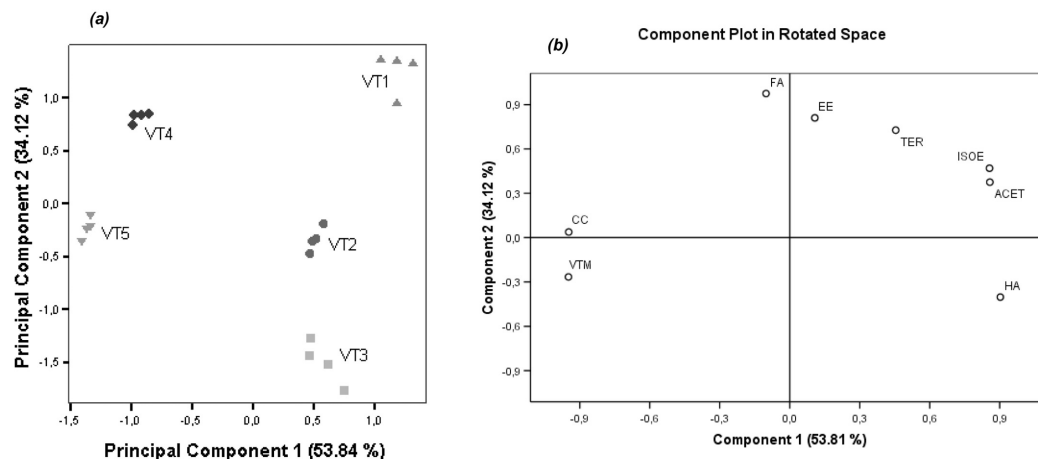 (a)
1,0
0,5
0,0
-0,5
-1,0
-1,5
Principal Component 2 (34.12 %)
VT1
VT4
VT5
VT2
VT3
-1,5
-1,0
-0,5
0,0
0,5
1,0
Principal Component 1 (53.84 %)
(b)
Component Plot in Rotated Space
0,9
0,6
0,3
0,0
-0,3
-0,6
-0,9
Component 2 (34.12 %)
FA
EE
TER
ISOE
ACET
CC
VTM
HA
-0,9
-0,6
-0,3
0,0
0,3
0,6
0,9
Component 1 (53.81 %)